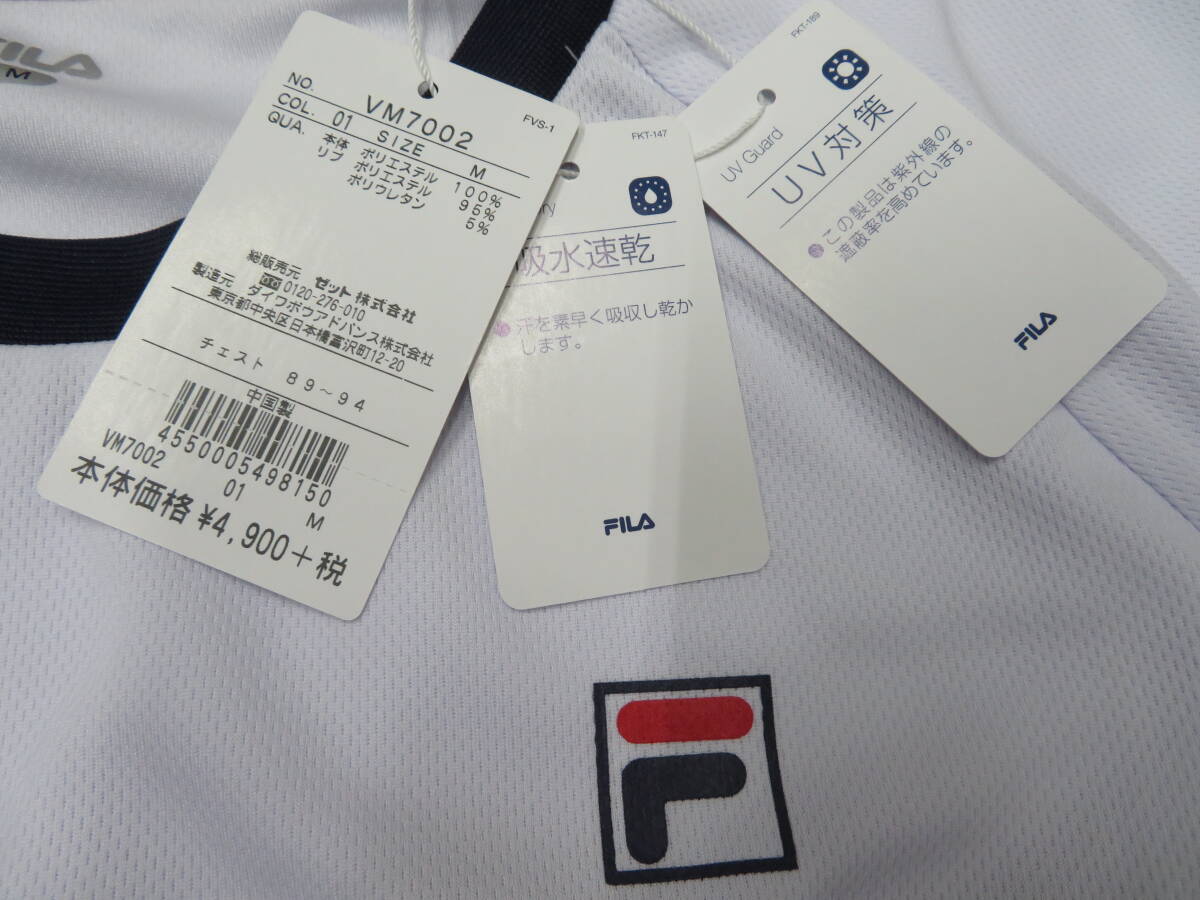 FILA
M
NO. VM7002
FVS-1
COL. 01 SIZE M
QUA. 本体 ポリエステル 100%
リブ ポリエステル 95%
ポリウレタン 5%
総販売元 ゼット株式会社
0120-276-010
製造元 ダイワボウアドバンス株式会社
東京都中央区日本橋富沢町12-20
チェスト 89~94
中国製
4550005498150
VM7002 01 M
本体価格 ¥4,900+税
FKT-147
吸水速乾
汗を素早く吸収し乾か
します。
FILA
FKT-189
UV Guard
UV対策
この製品は紫外線の
遮蔽率を高めています。
FILA